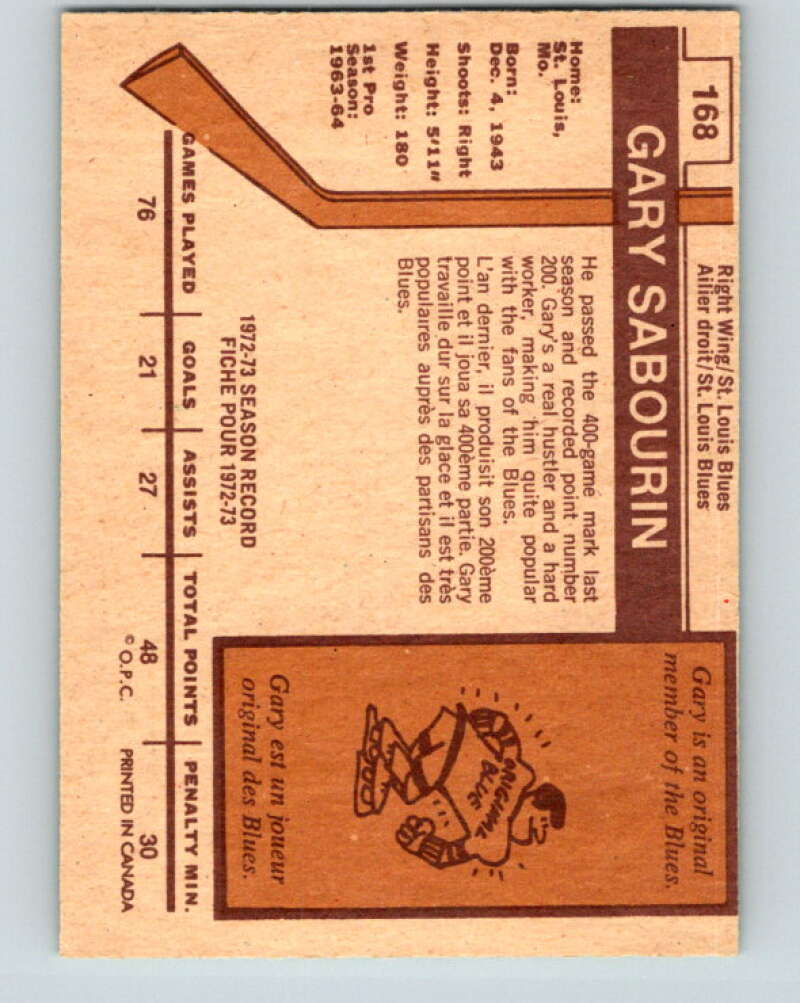 168
Right Wing/St. Louis Blues
Ailier droit/St. Louis Blues
GARY SABOURIN
Home:
St. Louis,
Mo.
Born:
Dec. 4, 1943
Shoots: Right
Height: 5'11"
Weight: 180
1st Pro
Season:
1963-64
He passed the 400-game mark last
season and recorded point number
200. Gary's a real hustler and a hard
worker, making him quite popular
with the fans of the Blues.
L'an dernier, il produisit son 200ème
point et il joua sa 400ème partie. Gary
travaille dur sur la glace et il est très
populaires auprès des partisans des
Blues.
Gary is an original
member of the Blues.
ORIGINAL
BLUE
Gary est un joueur
original des Blues.
1972-73 SEASON RECORD
FICHE POUR 1972-73
GAMES PLAYED GOALS ASSISTS TOTAL POINTS PENALTY MIN.
76 21 27 48 30
© O.P.C. PRINTED IN CANADA